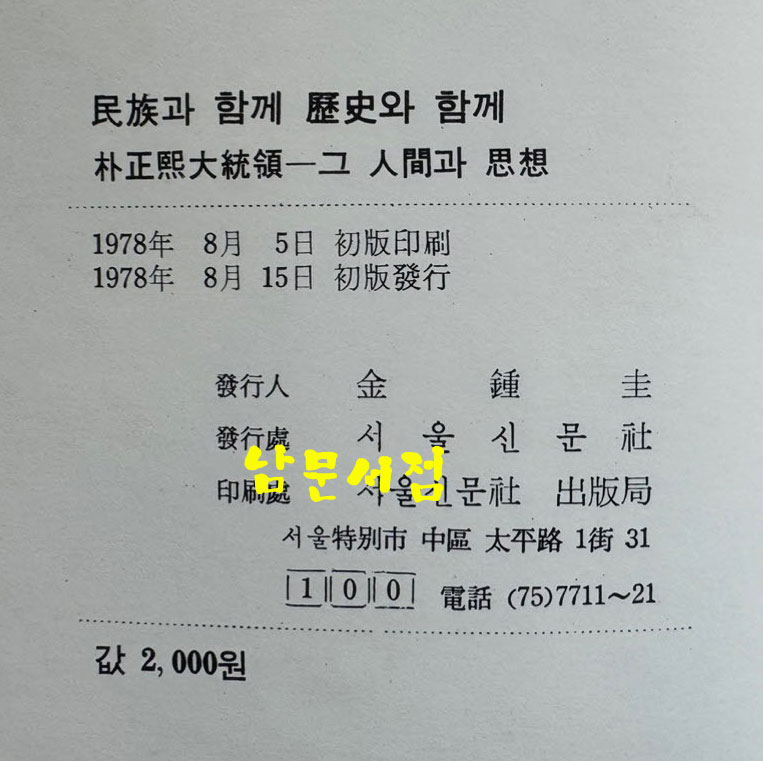 民族과 함께 歷史와 함께
朴正熙大統領—그 人間과 思想
1978年 8月 5日 初版印刷
1978年 8月 15日 初版發行
發行人 金鍾圭
發行處 서울신문社
남문서점
印刷處 서울신문社 出版局
서울特別市 中區 太平路 1街 31
100 電話 (75)7711~21
값 2,000원